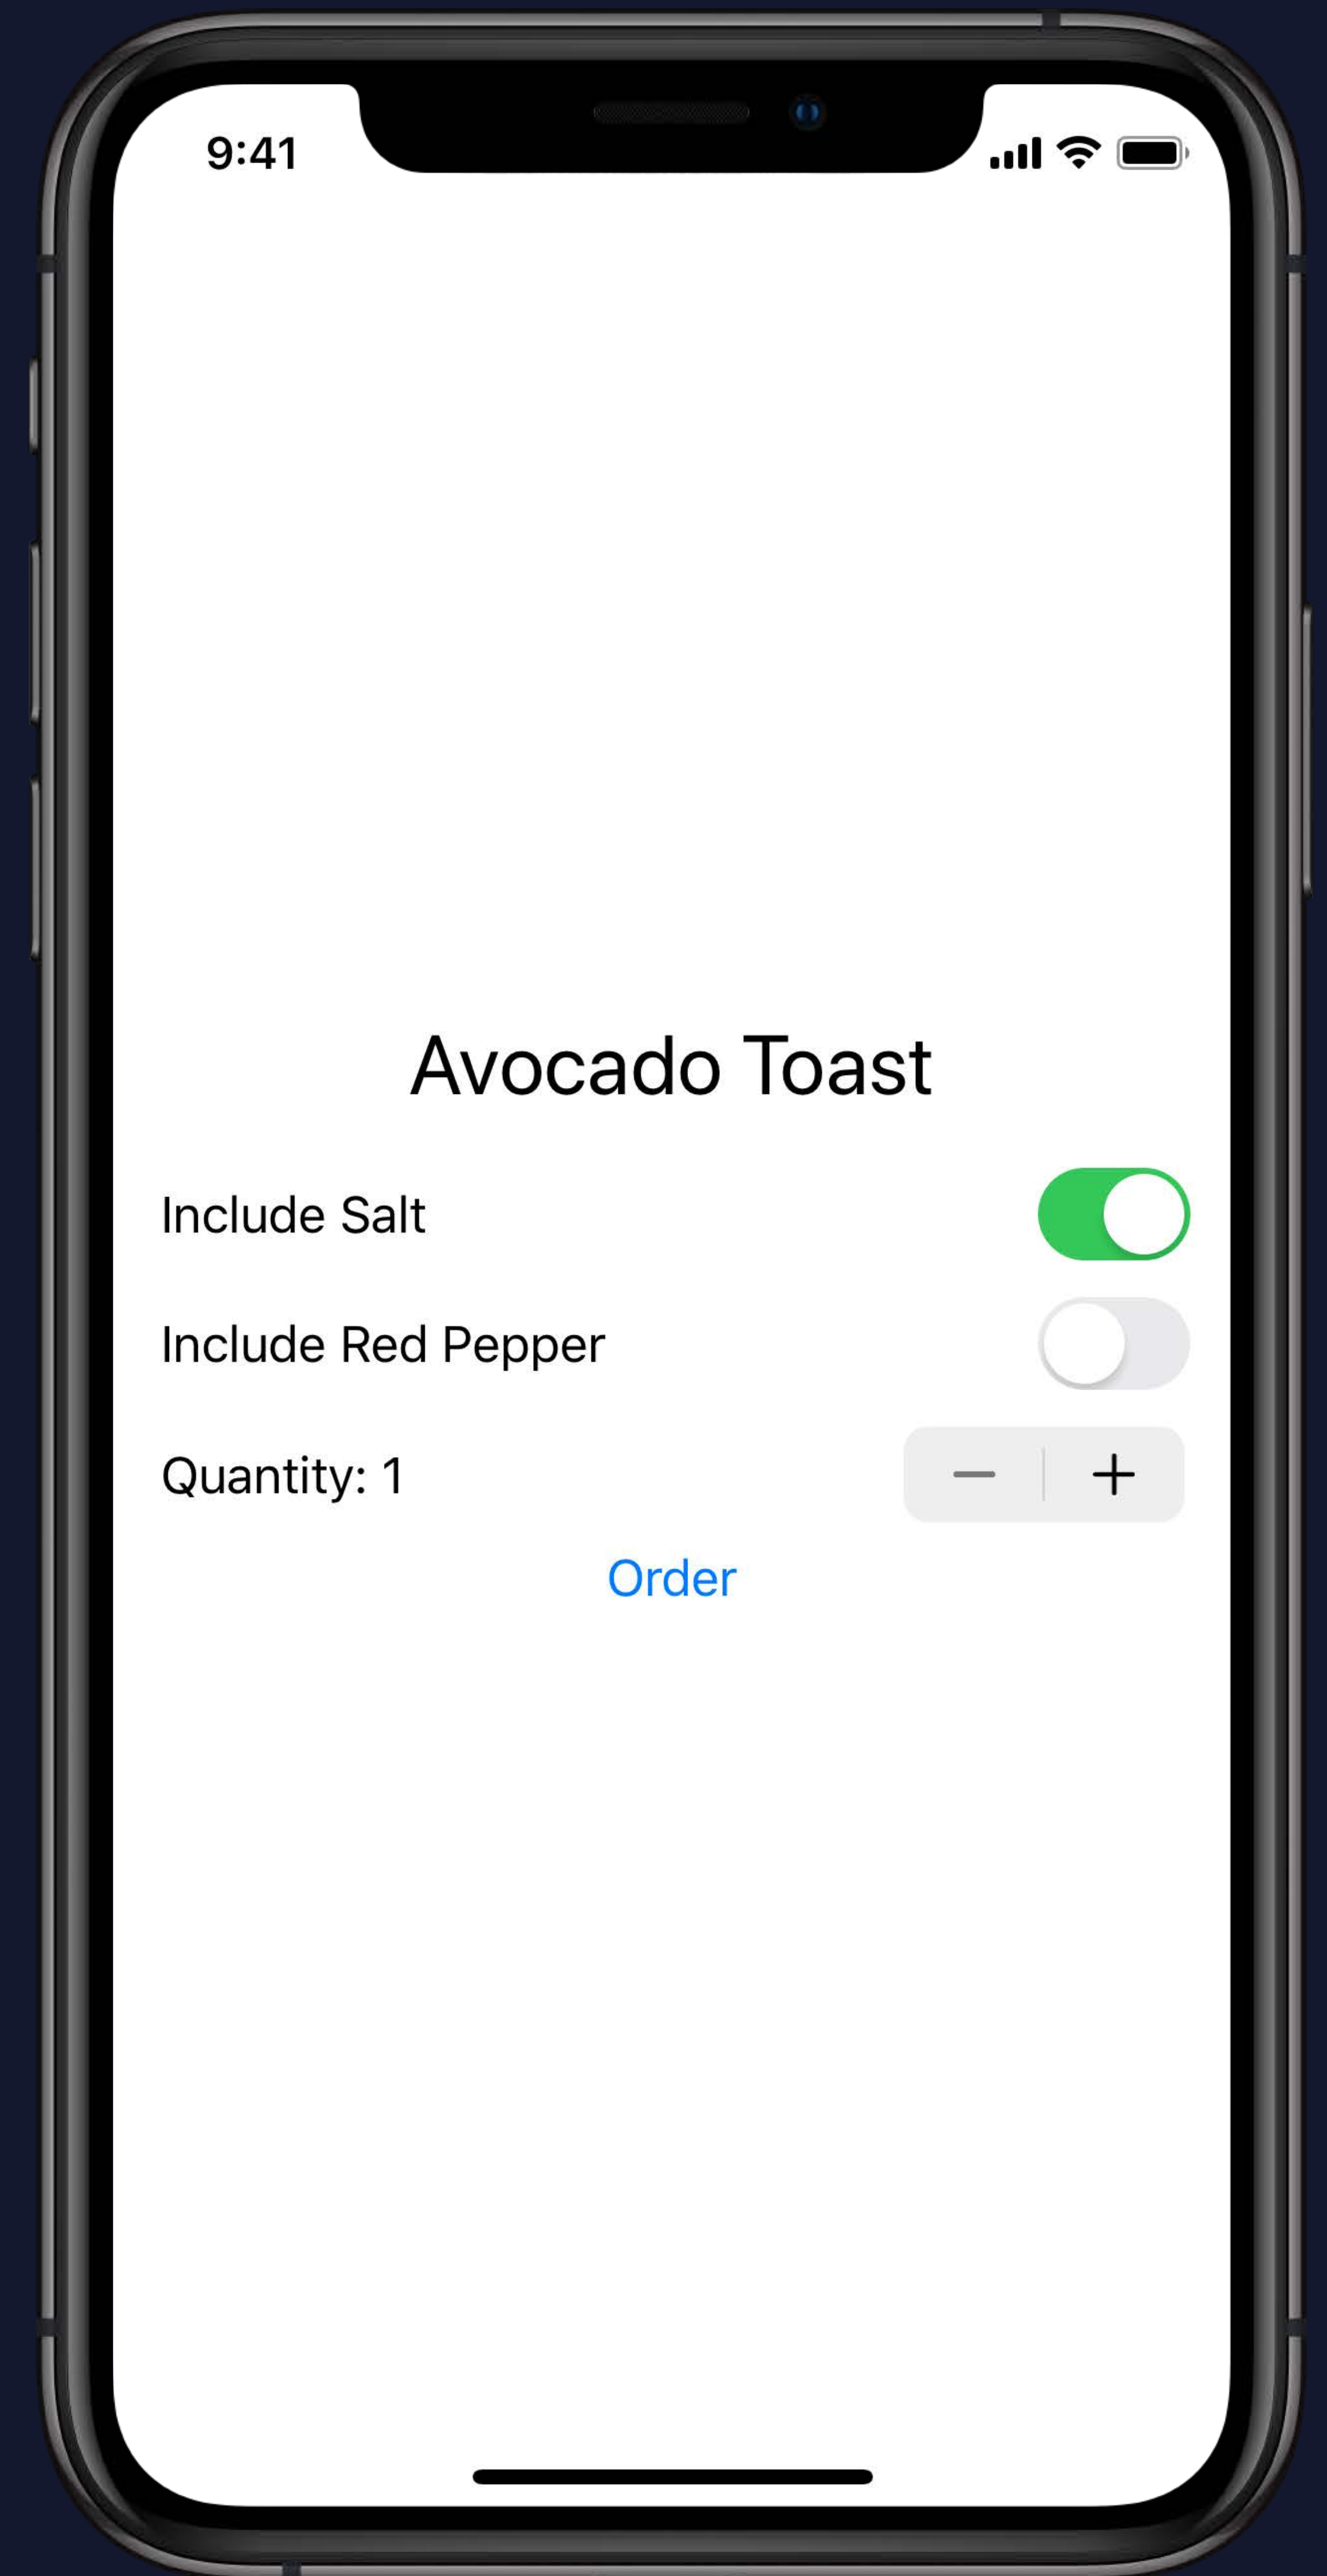 9:41
Avocado Toast
Include Salt
Include Red Pepper
Quantity: 1
Order